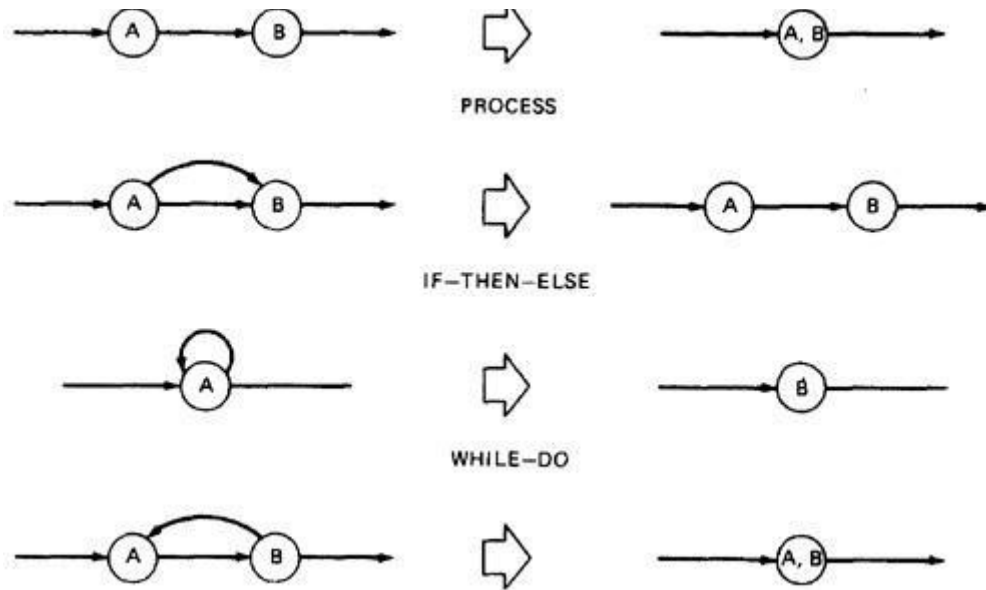 A B A, B
PROCESS
A B A B
IF-THEN-ELSE
A B
WHILE-DO
A B A, B